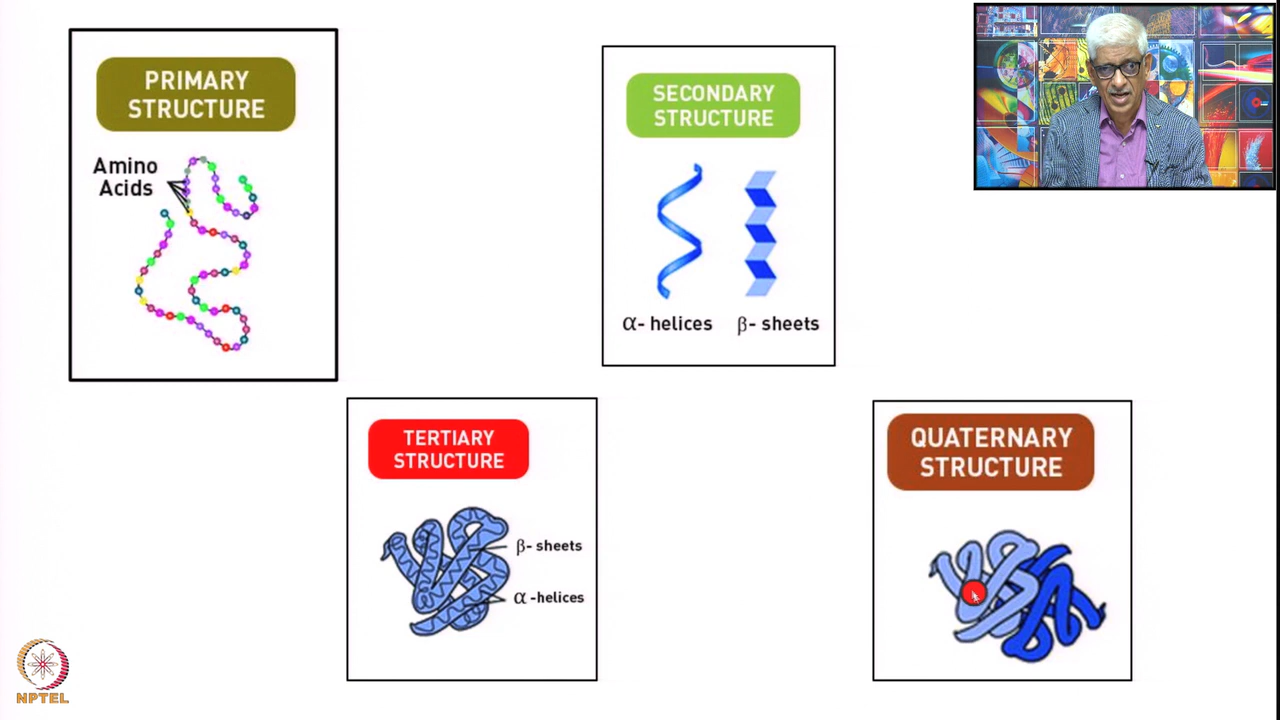 PRIMARY
STRUCTURE
Amino
Acids
SECONDARY
STRUCTURE
α- helices β- sheets
TERTIARY
STRUCTURE
β- sheets
α -helices
QUATERNARY
STRUCTURE
NPTEL